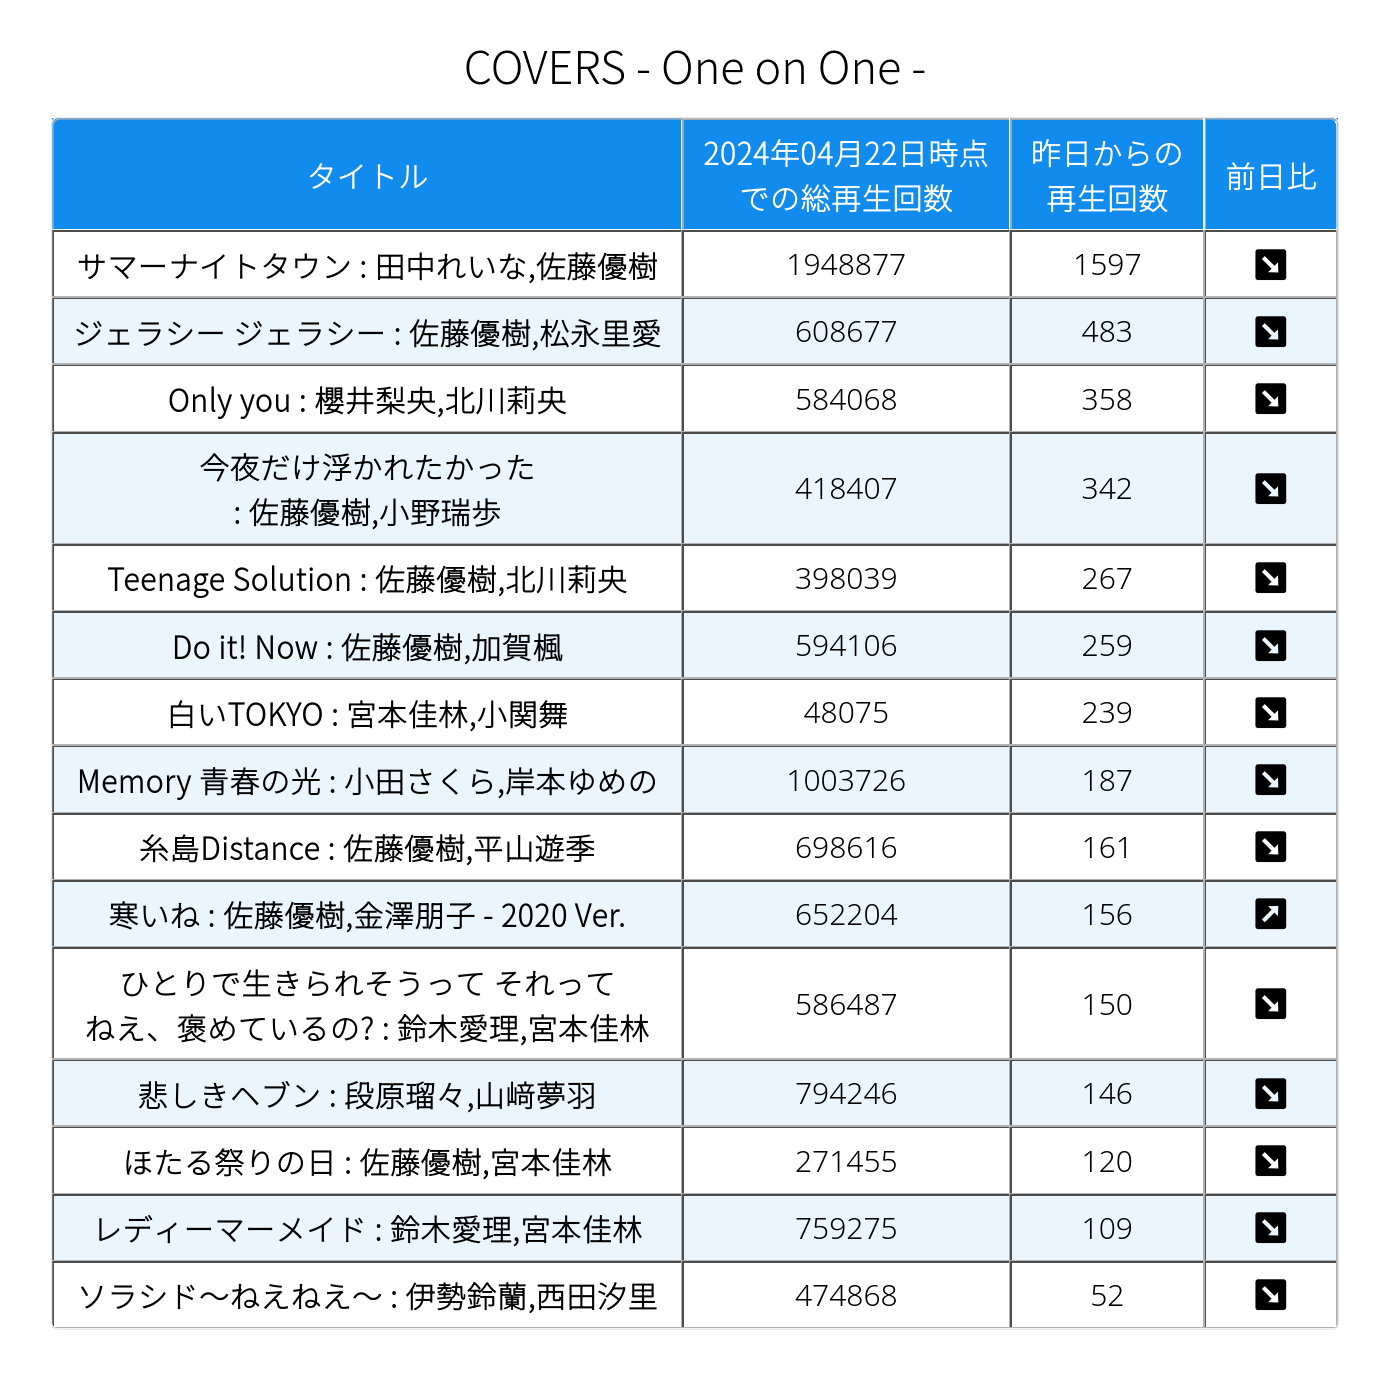 COVERS - One on One -
タイトル
2024年04月22日時点
での総再生回数
昨日からの
再生回数
前日比
サマーナイトタウン : 田中れいな,佐藤優樹 1948877 1597
ジェラシー ジェラシー : 佐藤優樹,松永里愛 608677 483
Only you : 櫻井梨央,北川莉央 584068 358
今夜だけ浮かれたかった
: 佐藤優樹,小野瑞歩 418407 342
Teenage Solution : 佐藤優樹,北川莉央 398039 267
Do it! Now : 佐藤優樹,加賀楓 594106 259
白いTOKYO : 宮本佳林,小関舞 48075 239
Memory 青春の光 : 小田さくら,岸本ゆめの 1003726 187
糸島Distance : 佐藤優樹,平山遊季 698616 161
寒いね : 佐藤優樹,金澤朋子 - 2020 Ver. 652204 156
ひとりで生きられそうって それって
ねえ、褒めているの? : 鈴木愛理,宮本佳林 586487 150
悲しきヘブン : 段原瑠々,山﨑夢羽 794246 146
ほたる祭りの日 : 佐藤優樹,宮本佳林 271455 120
レディーマーメイド : 鈴木愛理,宮本佳林 759275 109
ソラシド〜ねえねえ〜 : 伊勢鈴蘭,西田汐里 474868 52